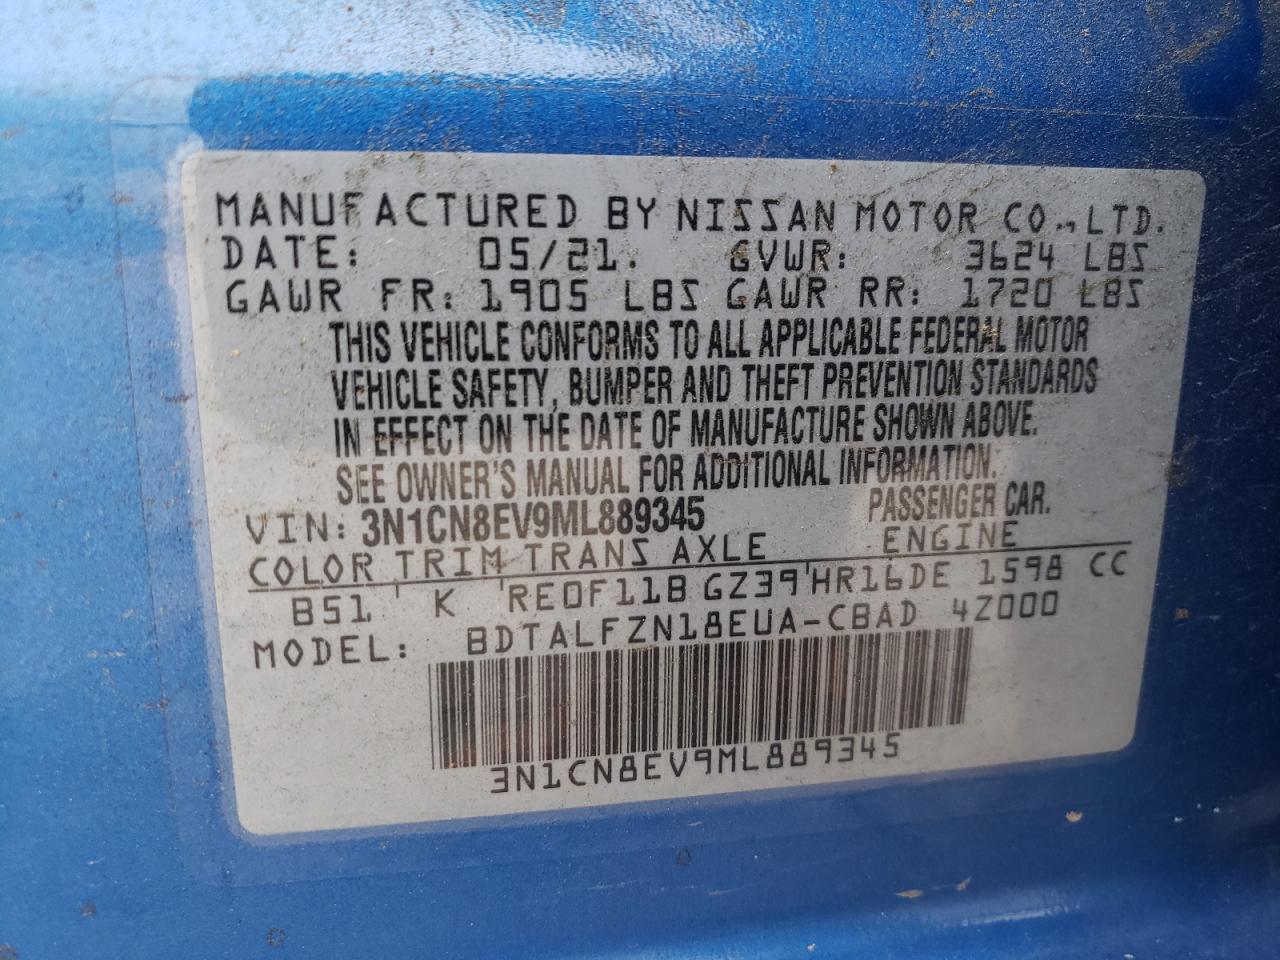 MANUFACTURED BY NISSAN MOTOR CO.,LTD.
DATE: 05/21. GVWR: 3624 LBS
GAWR FR: 1905 LBS GAWR RR: 1720 LBS
THIS VEHICLE CONFORMS TO ALL APPLICABLE FEDERAL MOTOR
VEHICLE SAFETY, BUMPER AND THEFT PREVENTION STANDARDS
IN EFFECT ON THE DATE OF MANUFACTURE SHOWN ABOVE.
SEE OWNER'S MANUAL FOR ADDITIONAL INFORMATION.
VIN: 3N1CN8EV9ML889345 PASSENGER CAR.
COLOR TRIM TRANS AXLE ENGINE
B51 K RE0F11B GZ39 HR16DE 1598 CC
MODEL: BDTALFZN18EUA-CBAD 4Z000
3N1CN8EV9ML889345